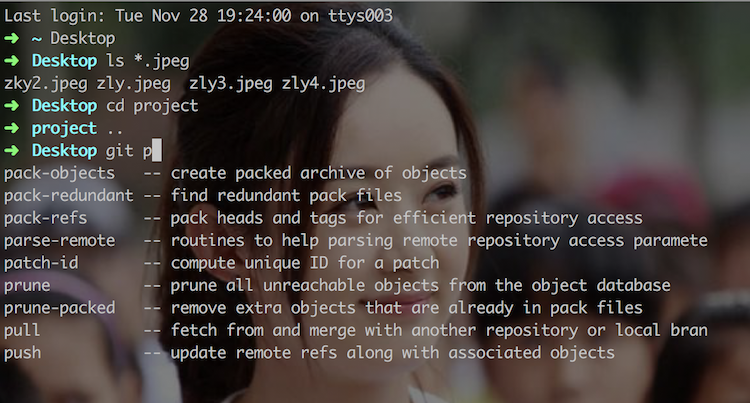 Last login: Tue Nov 28 19:24:00 on ttys003
➜ ~ Desktop
➜ Desktop ls *.jpeg
zky2.jpeg zly.jpeg zly3.jpeg zly4.jpeg
➜ Desktop cd project
➜ project ..
➜ Desktop git p
pack-objects -- create packed archive of objects
pack-redundant -- find redundant pack files
pack-refs -- pack heads and tags for efficient repository access
parse-remote -- routines to help parsing remote repository access paramete
patch-id -- compute unique ID for a patch
prune -- prune all unreachable objects from the object database
prune-packed -- remove extra objects that are already in pack files
pull -- fetch from and merge with another repository or local bran
push -- update remote refs along with associated objects